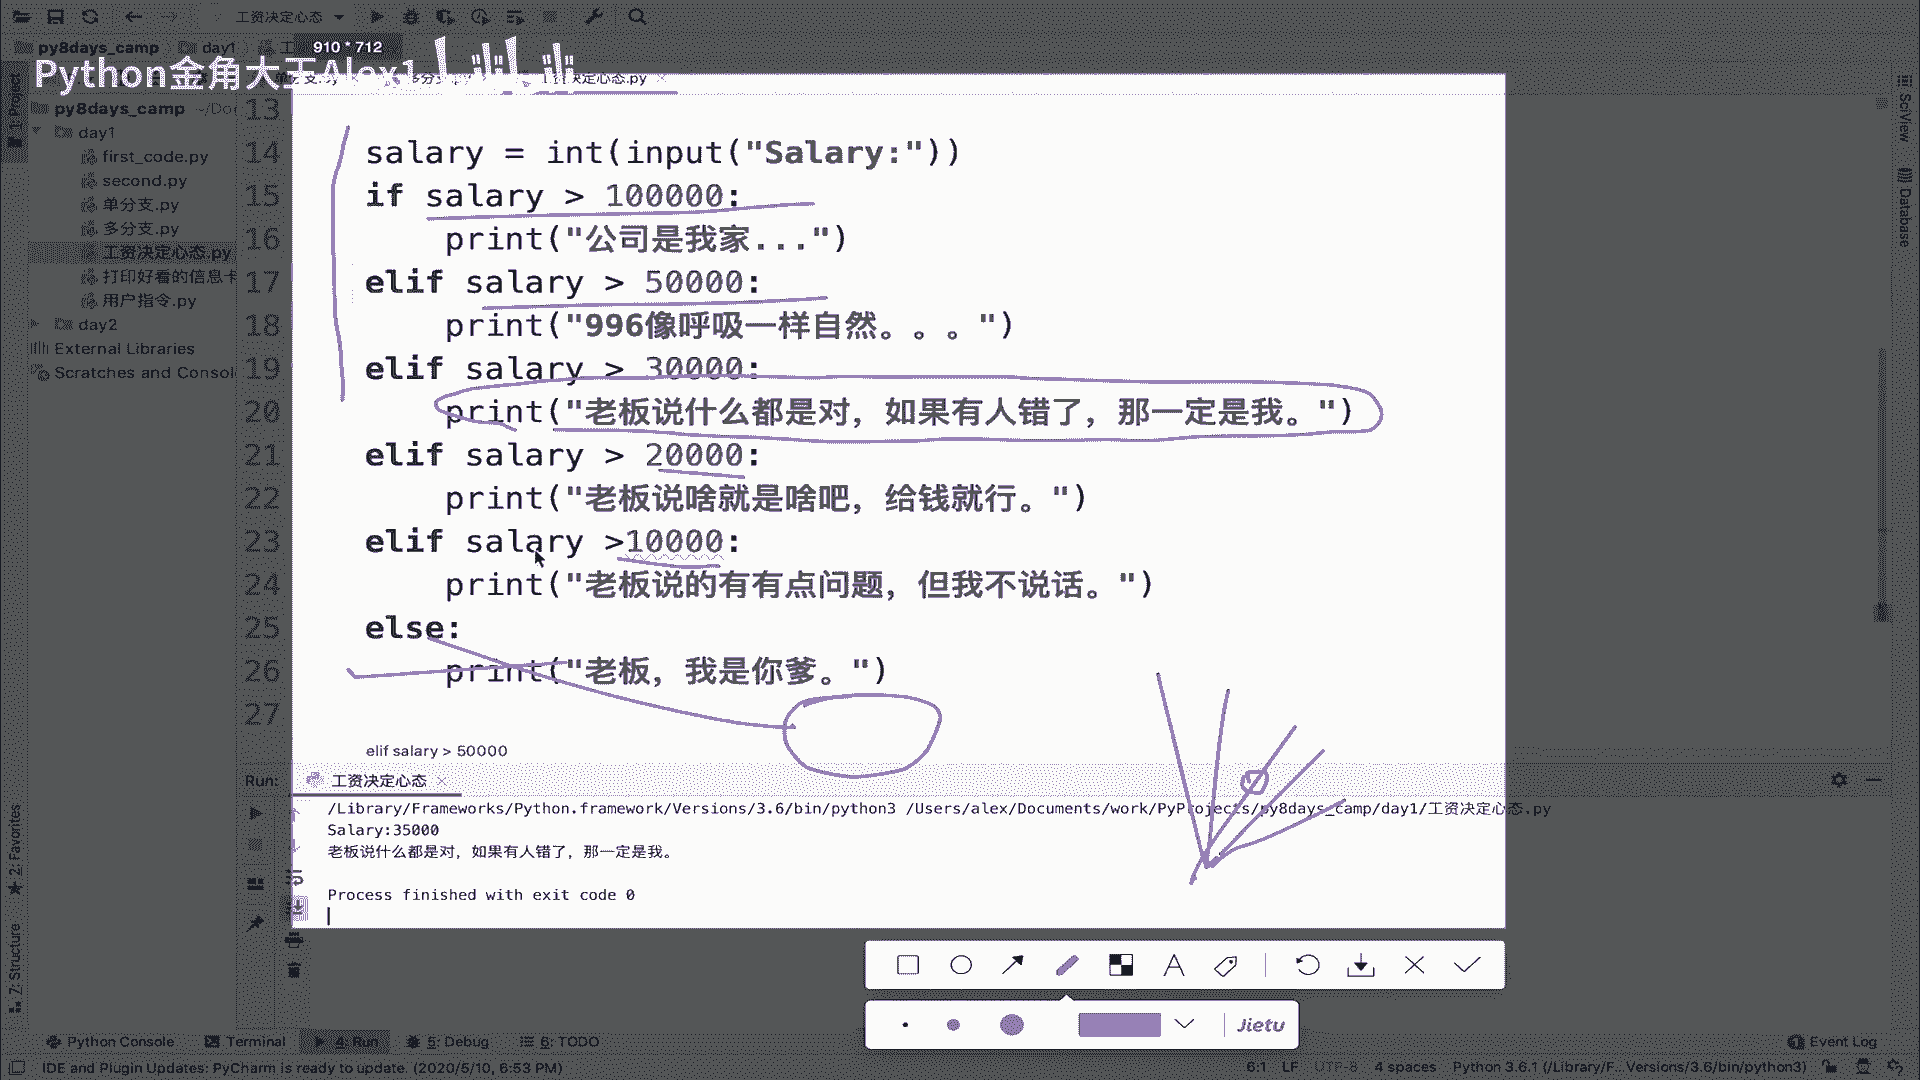 工资决定心态
py8days_camp
day1
910 * 712
Python金角大王Alex1
决定心态.py
1: Project
py8days_camp ~/Do
day1
first_code.py
second.py
单分支.py
多分支.py
工资决定心态.py
打印好看的信息卡
用户指令.py
day2
External Libraries
Scratches and Consol
SciView
Database
13
14 salary = int(input("Salary:"))
15 if salary > 100000:
16 print("公司是我家...")
17 elif salary > 50000:
18 print("996像呼吸一样自然。。。")
19 elif salary > 30000:
20 print("老板说什么都是对，如果有人错了，那一定是我。")
21 elif salary > 20000:
22 print("老板说啥就是啥吧，给钱就行。")
23 elif salary >10000:
24 print("老板说的有有点问题，但我不说话。")
25 else:
26 print("老板，我是你爹。")
27
elif salary > 50000
Run: 工资决定心态
/Library/Frameworks/Python.framework/Versions/3.6/bin/python3 /Users/alex/Documents/work/PyProjects/py8days_camp/day1/工资决定心态.py
Salary:35000
老板说什么都是对，如果有人错了，那一定是我。
Process finished with exit code 0
2: Favorites
7: Structure
Jietu
Python Console
Terminal
4: Run
5: Debug
6: TODO
Event Log
IDE and Plugin Updates: PyCharm is ready to update. (2020/5/10, 6:53 PM)
6:1 LF UTF-8 4 spaces Python 3.6.1 (/Library/F...Versions/3.6/bin/python3)